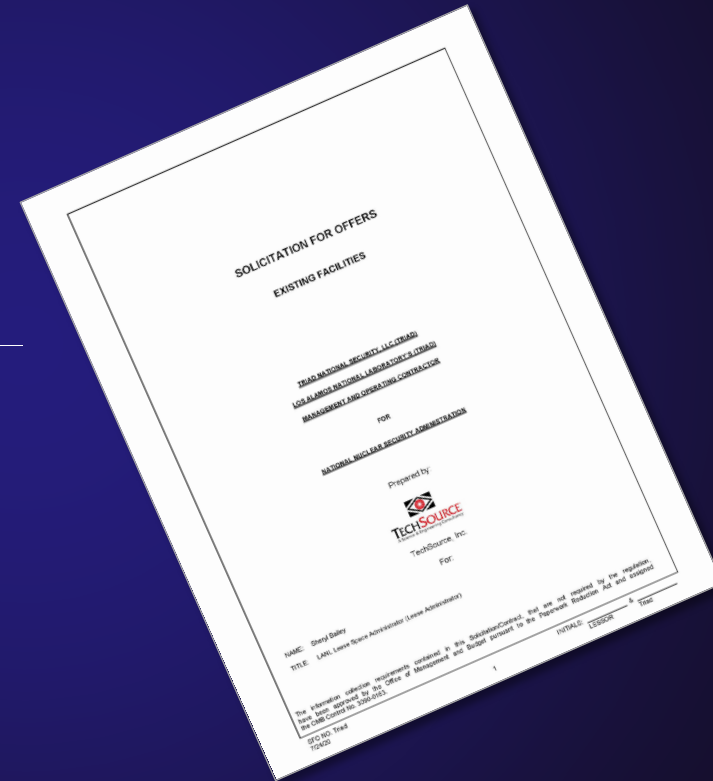 SOLICITATION FOR OFFERS
EXISTING FACILITIES
TRIAD NATIONAL SECURITY, LLC (TRIAD)
LOS ALAMOS NATIONAL LABORATORY'S (TRIAD)
MANAGEMENT AND OPERATING CONTRACTOR
FOR
NATIONAL NUCLEAR SECURITY ADMINISTRATION
Prepared by:
TECHSOURCE
A Science & Engineering Consultancy
TechSource, Inc.
For:
NAME: Sheryl Bailey
TITLE: LANL Lease Space Administrator (Lease Administrator)
The information collection requirements contained in this Solicitation/Contract, that are not required by the regulation,
have been approved by the Office of Management and Budget pursuant to the Paperwork Reduction Act and assigned
the OMB Control No. 3090-0163.
INITIALS: LESSOR & Triad
1
SFO NO. Triad
7/24/20